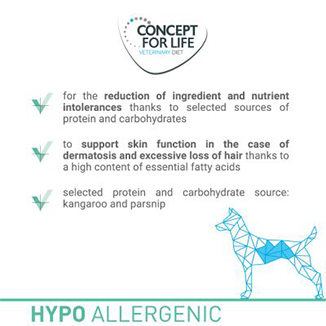 CONCEPT
FOR LIFE
VETERINARY DIET
for the reduction of ingredient and nutrient
intolerances thanks to selected sources of
protein and carbohydrates
to support skin function in the case of
dermatosis and excessive loss of hair thanks to
a high content of essential fatty acids
selected protein and carbohydrate source:
kangaroo and parsnip
HYPO ALLERGENIC